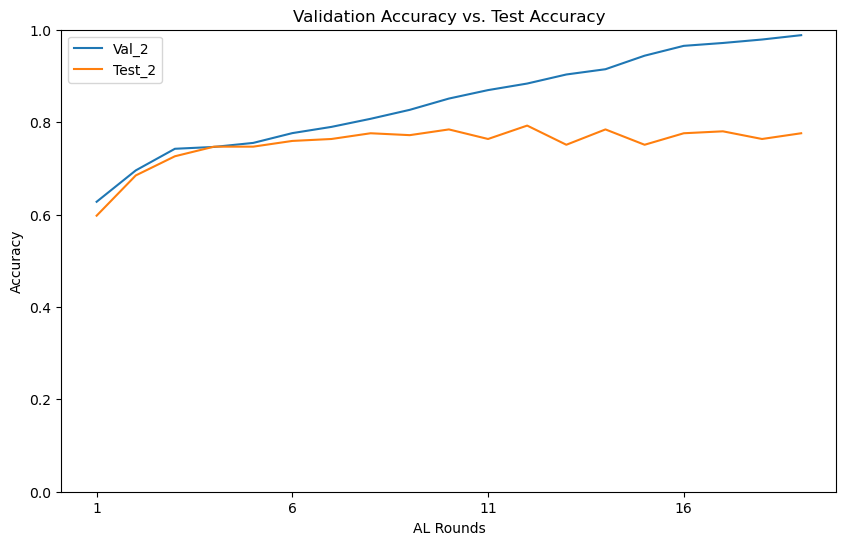 Validation Accuracy vs. Test Accuracy
Val_2
Test_2
1.0
0.8
0.6
0.4
0.2
0.0
Accuracy
1 6 11 16
AL Rounds